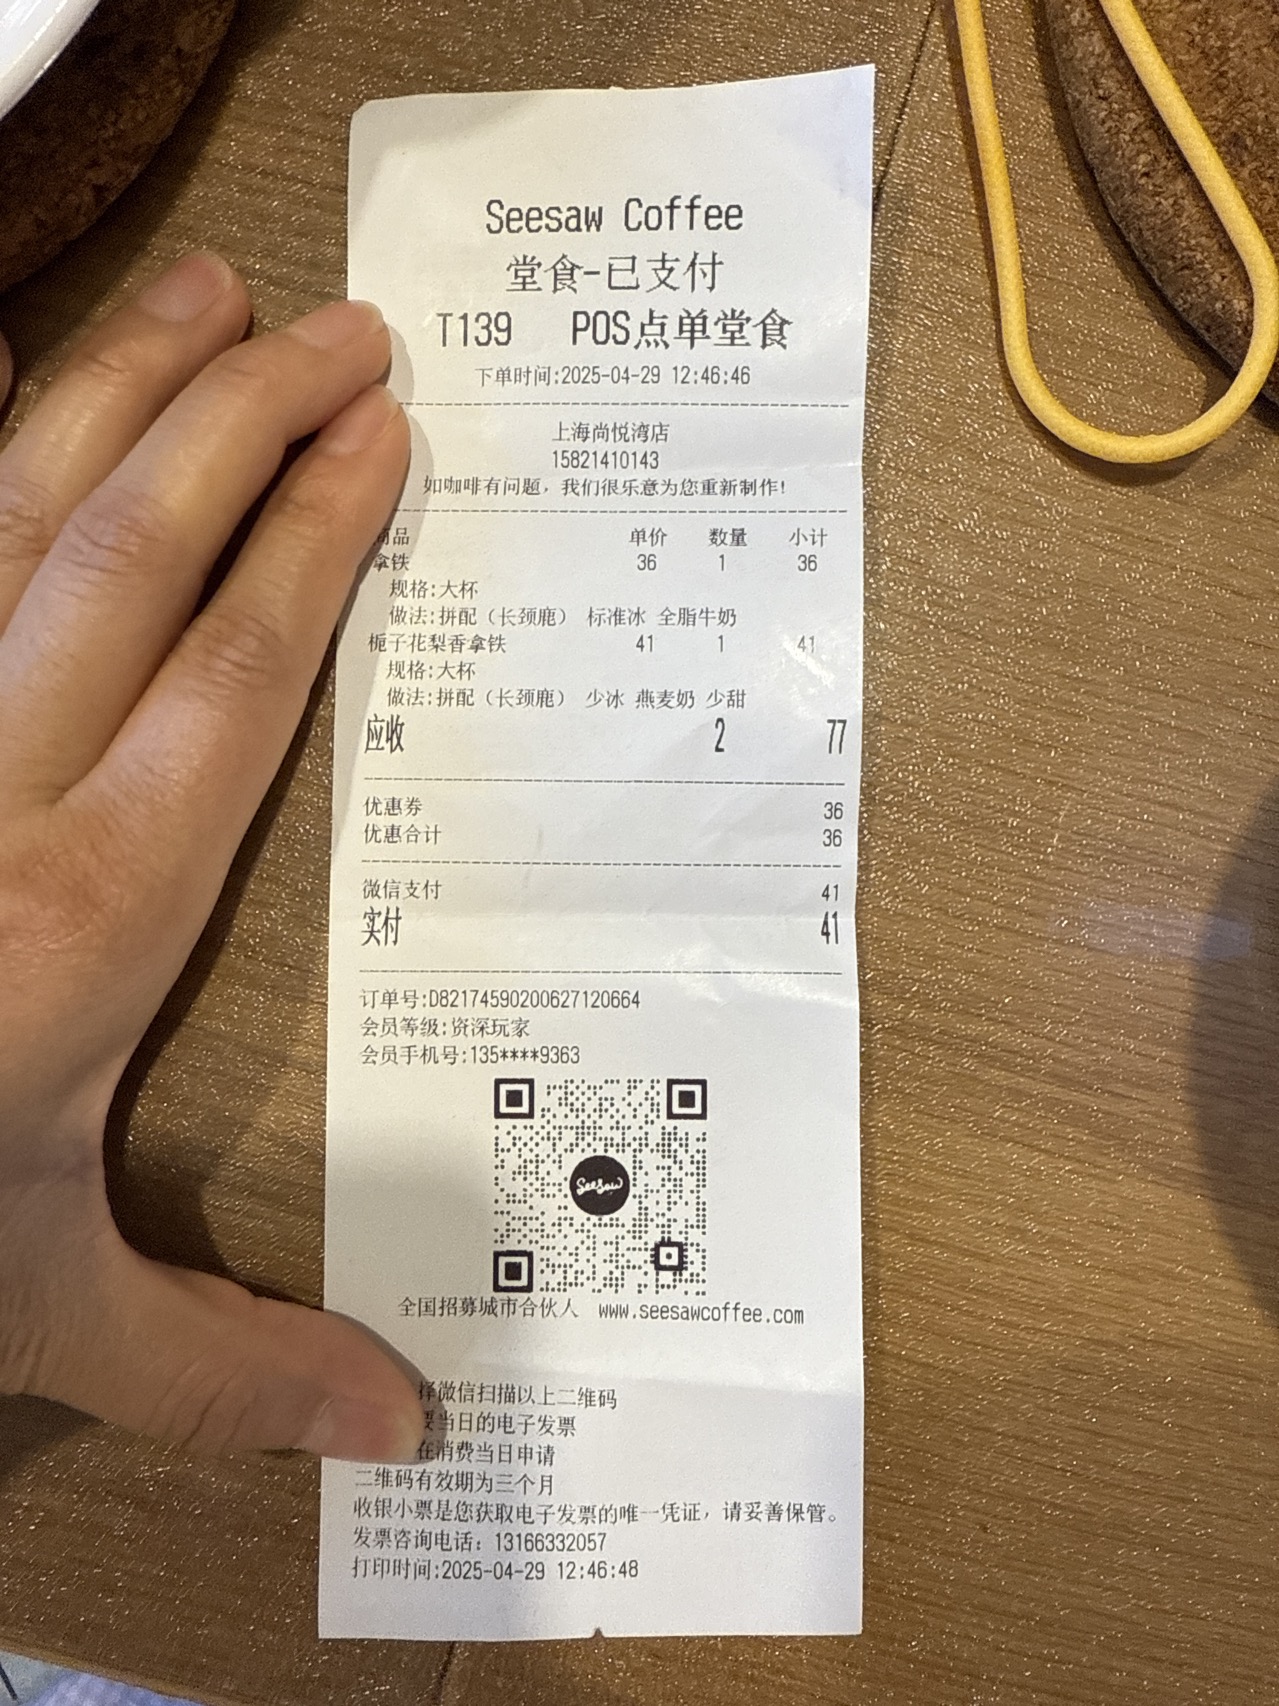 Seesaw Coffee
堂食-已支付
T139 POS点单堂食
下单时间:2025-04-29 12:46:46
上海尚悦湾店
15821410143
如咖啡有问题，我们很乐意为您重新制作!
商品 单价 数量 小计
拿铁 36 1 36
规格:大杯
做法:拼配（长颈鹿） 标准冰 全脂牛奶
栀子花梨香拿铁 41 1 41
规格:大杯
做法:拼配（长颈鹿） 少冰 燕麦奶 少甜
应收 2 77
优惠券 36
优惠合计 36
微信支付 41
实付 41
订单号:D82174590200627120664
会员等级:资深玩家
会员手机号:135****9363
Seesaw
全国招募城市合伙人 www.seesawcoffee.com
择微信扫描以上二维码
要当日的电子发票
在消费当日申请
二维码有效期为三个月
收银小票是您获取电子发票的唯一凭证，请妥善保管。
发票咨询电话：13166332057
打印时间:2025-04-29 12:46:48